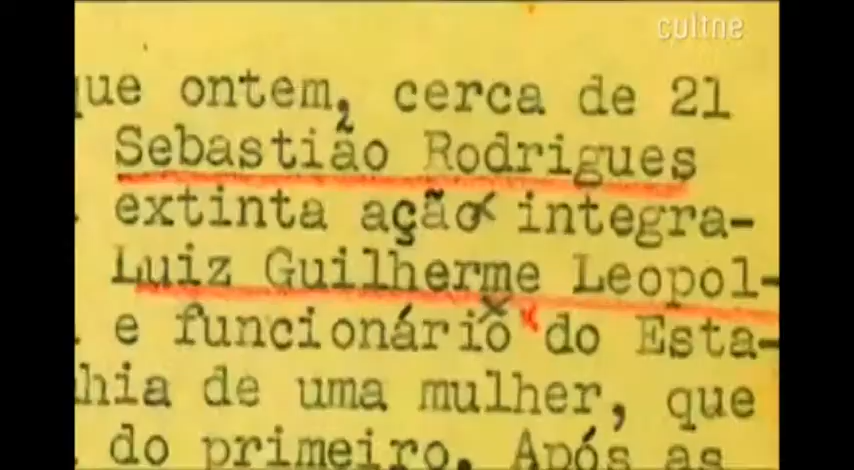 cultne
que ontem, cerca de 21
Sebastião Rodrigues
extinta ação integra-
Luiz Guilherme Leopol-
. e funcionário do Esta-
hia de uma mulher, que
. do primeiro. Após as